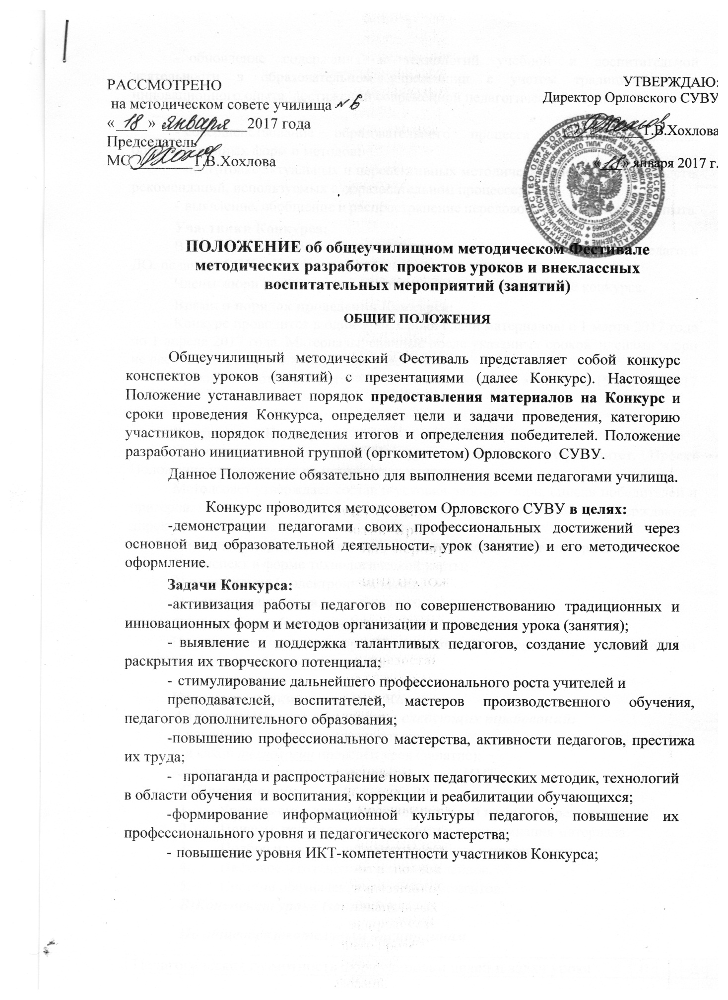 РАССМОТРЕНО
на методическом совете училища №6
«18» января 2017 года
Председатель
МС Г.В.Хохлова
УТВЕРЖДАЮ:
Директор Орловского СУВУ
Г.В.Хохлова
«18» января 2017 г.
ПОЛОЖЕНИЕ об общеучилищном методическом Фестивале
методических разработок проектов уроков и внеклассных
воспитательных мероприятий (занятий)
ОБЩИЕ ПОЛОЖЕНИЯ
Общеучилищный методический Фестиваль представляет собой конкурс
конспектов уроков (занятий) с презентациями (далее Конкурс). Настоящее
Положение устанавливает порядок предоставления материалов на Конкурс и
сроки проведения Конкурса, определяет цели и задачи проведения, категорию
участников, порядок подведения итогов и определения победителей. Положение
разработано инициативной группой (оргкомитетом) Орловского СУВУ.
Данное Положение обязательно для выполнения всеми педагогами училища.
Конкурс проводится методсоветом Орловского СУВУ в целях:
-демонстрации педагогами своих профессиональных достижений через
основной вид образовательной деятельности- урок (занятие) и его методическое
оформление.
Задачи Конкурса:
-активизация работы педагогов по совершенствованию традиционных и
инновационных форм и методов организации и проведения урока (занятия);
- выявление и поддержка талантливых педагогов, создание условий для
раскрытия их творческого потенциала;
- стимулирование дальнейшего профессионального роста учителей и
преподавателей, воспитателей, мастеров производственного обучения,
педагогов дополнительного образования;
-повышению профессионального мастерства, активности педагогов, престижа
их труда;
- пропаганда и распространение новых педагогических методик, технологий
в области обучения и воспитания, коррекции и реабилитации обучающихся;
-формирование информационной культуры педагогов, повышение их
профессионального уровня и педагогического мастерства;
- повышение уровня ИКТ-компетентности участников Конкурса;